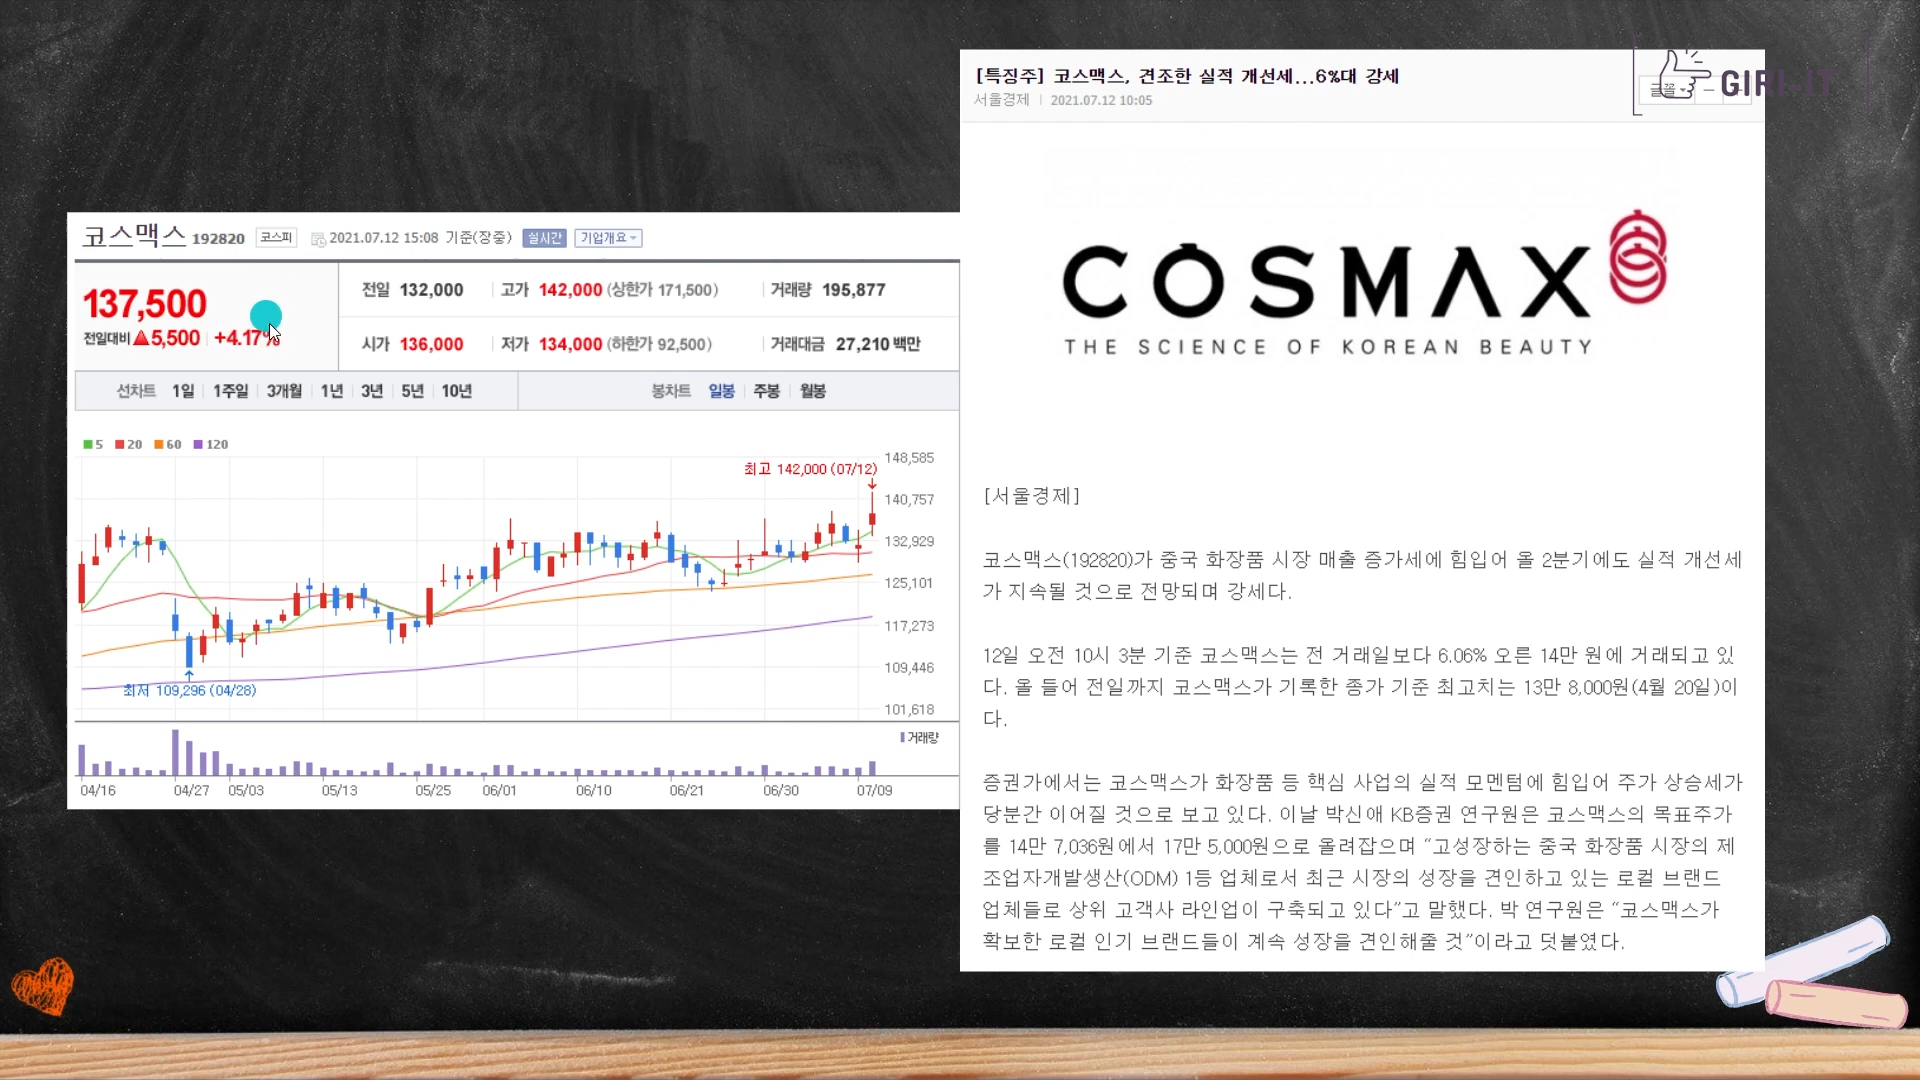 코스맥스 192820 코스피 2021.07.12 15:08 기준(장중) 실시간 기업개요
137,500
전일대비 ▲5,500 +4.17%
전일 132,000 고가 142,000 (상한가 171,500) 거래량 195,877
시가 136,000 저가 134,000 (하한가 92,500) 거래대금 27,210 백만
선차트 1일 1주일 3개월 1년 3년 5년 10년 봉차트 일봉 주봉 월봉
5 20 60 120
최고 142,000 (07/12)
148,585
140,757
132,929
125,101
117,273
109,446
101,618
최저 109,296 (04/28)
거래량
04/16 04/27 05/03 05/13 05/25 06/01 06/10 06/21 06/30 07/09
[특징주] 코스맥스, 견조한 실적 개선세...6%대 강세
서울경제 | 2021.07.12 10:05
글꼴
GIRL-IT
COSMAX
THE SCIENCE OF KOREAN BEAUTY
[서울경제]
코스맥스(192820)가 중국 화장품 시장 매출 증가세에 힘입어 올 2분기에도 실적 개선세
가 지속될 것으로 전망되며 강세다.
12일 오전 10시 3분 기준 코스맥스는 전 거래일보다 6.06% 오른 14만 원에 거래되고 있
다. 올 들어 전일까지 코스맥스가 기록한 종가 기준 최고치는 13만 8,000원(4월 20일)이
다.
증권가에서는 코스맥스가 화장품 등 핵심 사업의 실적 모멘텀에 힘입어 주가 상승세가
당분간 이어질 것으로 보고 있다. 이날 박신애 KB증권 연구원은 코스맥스의 목표주가
를 14만 7,036원에서 17만 5,000원으로 올려잡으며 “고성장하는 중국 화장품 시장의 제
조업자개발생산(ODM) 1등 업체로서 최근 시장의 성장을 견인하고 있는 로컬 브랜드
업체들로 상위 고객사 라인업이 구축되고 있다”고 말했다. 박 연구원은 “코스맥스가
확보한 로컬 인기 브랜드들이 계속 성장을 견인해줄 것”이라고 덧붙였다.